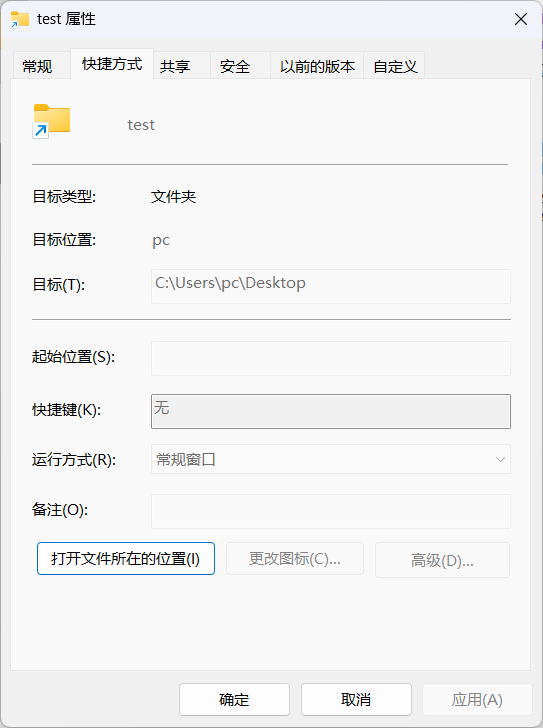 test 属性
常规 快捷方式 共享 安全 以前的版本 自定义
test
目标类型: 文件夹
目标位置: pc
目标(T): C:\Users\pc\Desktop
起始位置(S):
快捷键(K): 无
运行方式(R): 常规窗口
备注(O):
打开文件所在的位置(I) 更改图标(C)... 高级(D)...
确定 取消 应用(A)